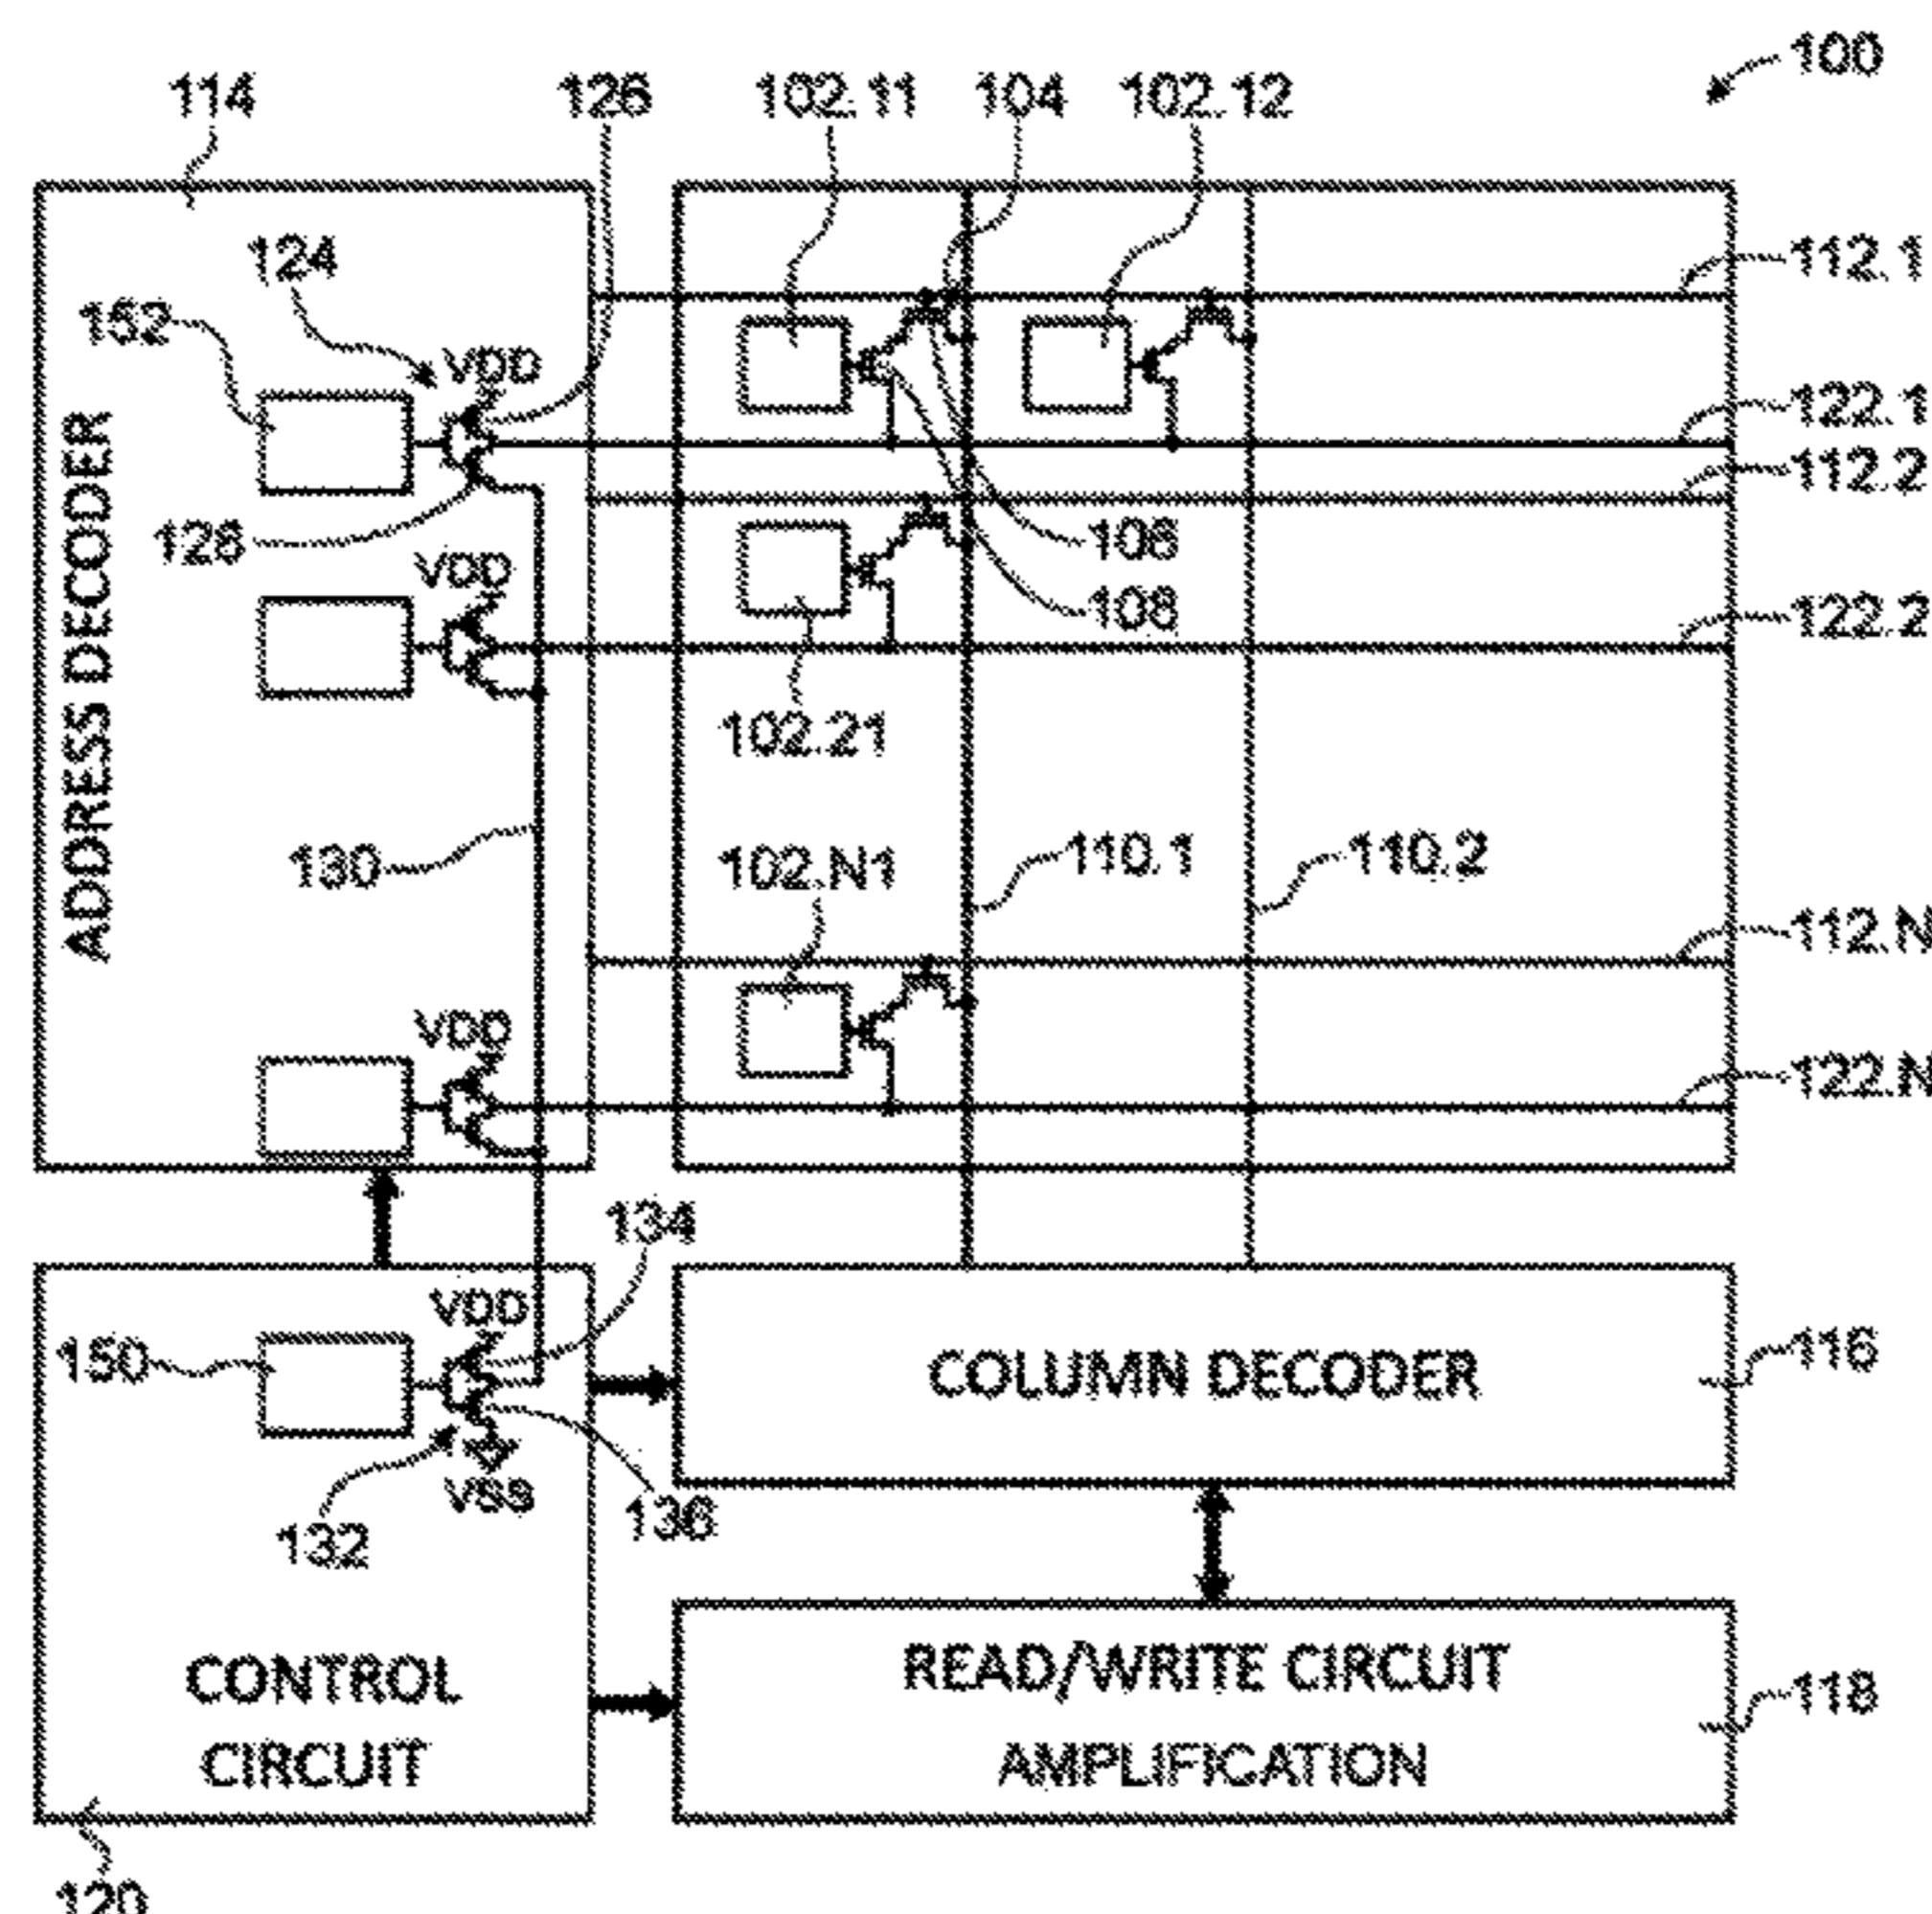 100
114
126
102.11
104
102.12
124
112.1
152
VDD
122.1
112.2
128
106
VDD
108
122.2
102.21
ADDRESS DECODER
130
102.N1
110.1
110.2
112.N
VDD
122.N
134
VDD
150
COLUMN DECODER
116
VSS
136
132
CONTROL
CIRCUIT
READ/WRITE CIRCUIT
AMPLIFICATION
118
120